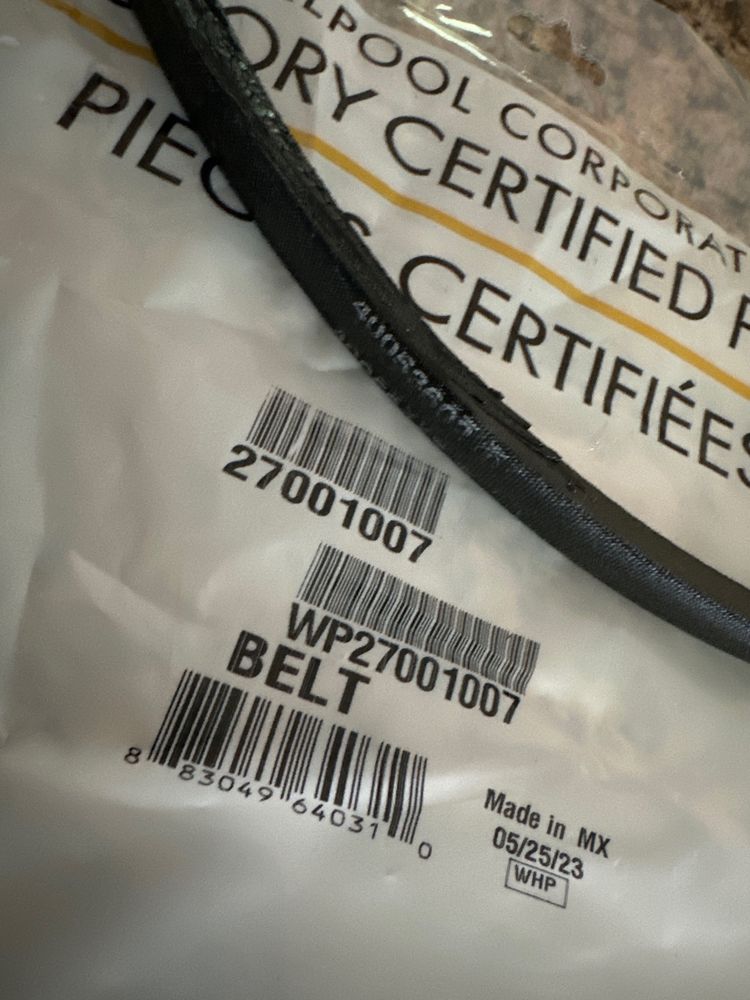 LPOOL CORPORAT
ORY CERTIFIED
PIÈC S CERTIFIÉES
27001007
WP27001007
BELT
8 83049 64031 0
Made in MX
05/25/23
WHP